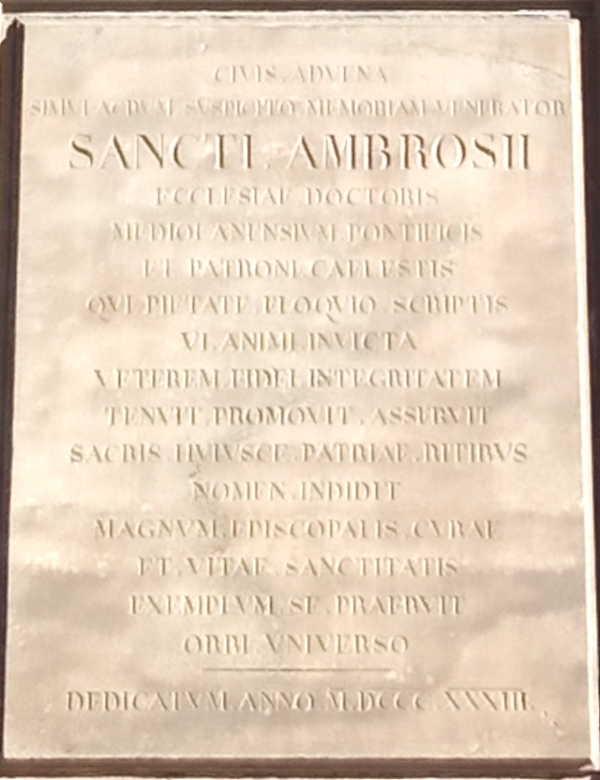 CIVIS . ADVENA
SIMVLACRVM . SVSPICITO . MEMORIAM . VENERATOR
SANCTI . AMBROSII
ECCLESIAE . DOCTORIS
MEDIOLANENSIVM . PONTIFICIS
ET . PATRONI . CAELESTIS
QVI . PIETATE . ELOQVIO . SCRIPTIS
VI . ANIMI . INVICTA
VETEREM . FIDEI . INTEGRITATEM
TENVIT . PROMOVIT . ASSERVIT
SACRIS . HVIVSCE . PATRIAE . RITIBVS
NOMEN . INDIDIT
MAGNVM . EPISCOPALIS . CVRAE
ET . VITAE . SANCTITATIS
EXEMPLVM . SE . PRAEBVIT
ORBI . VNIVERSO
DEDICATVM . ANNO . M.DCCC.XXXIII.